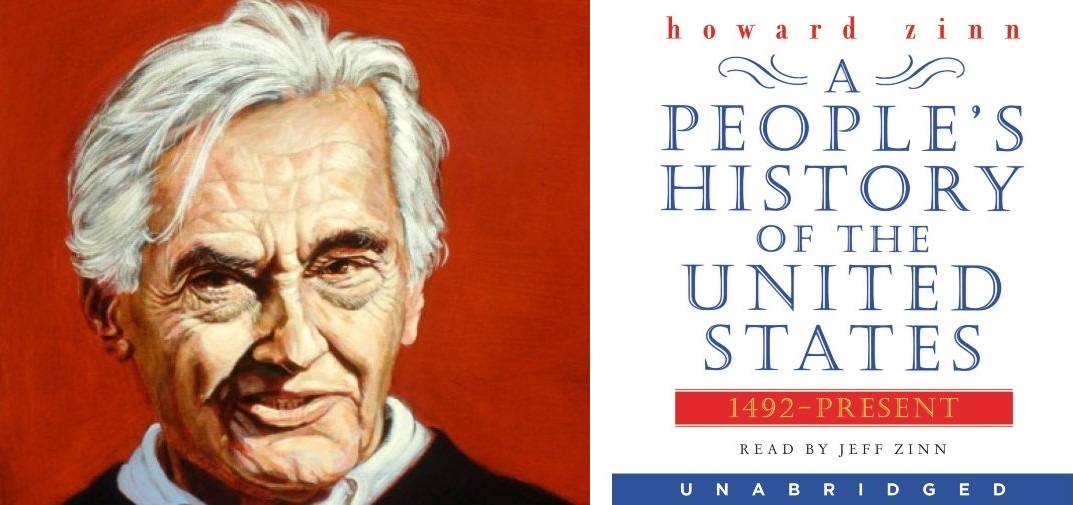 howard zinn
A
PEOPLE'S
HISTORY
OF THE
UNITED
STATES
1492–PRESENT
READ BY JEFF ZINN
UNABRIDGED